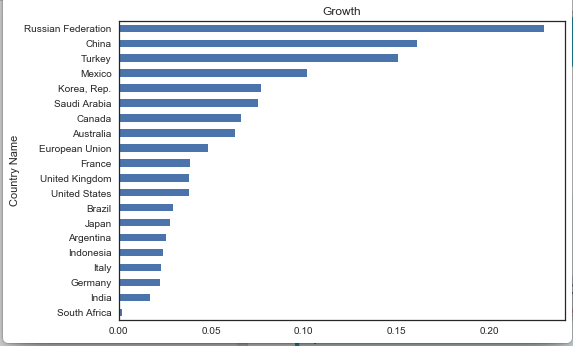 Growth
Country Name
Russian Federation
China
Turkey
Mexico
Korea, Rep.
Saudi Arabia
Canada
Australia
European Union
France
United Kingdom
United States
Brazil
Japan
Argentina
Indonesia
Italy
Germany
India
South Africa
0.00 0.05 0.10 0.15 0.20